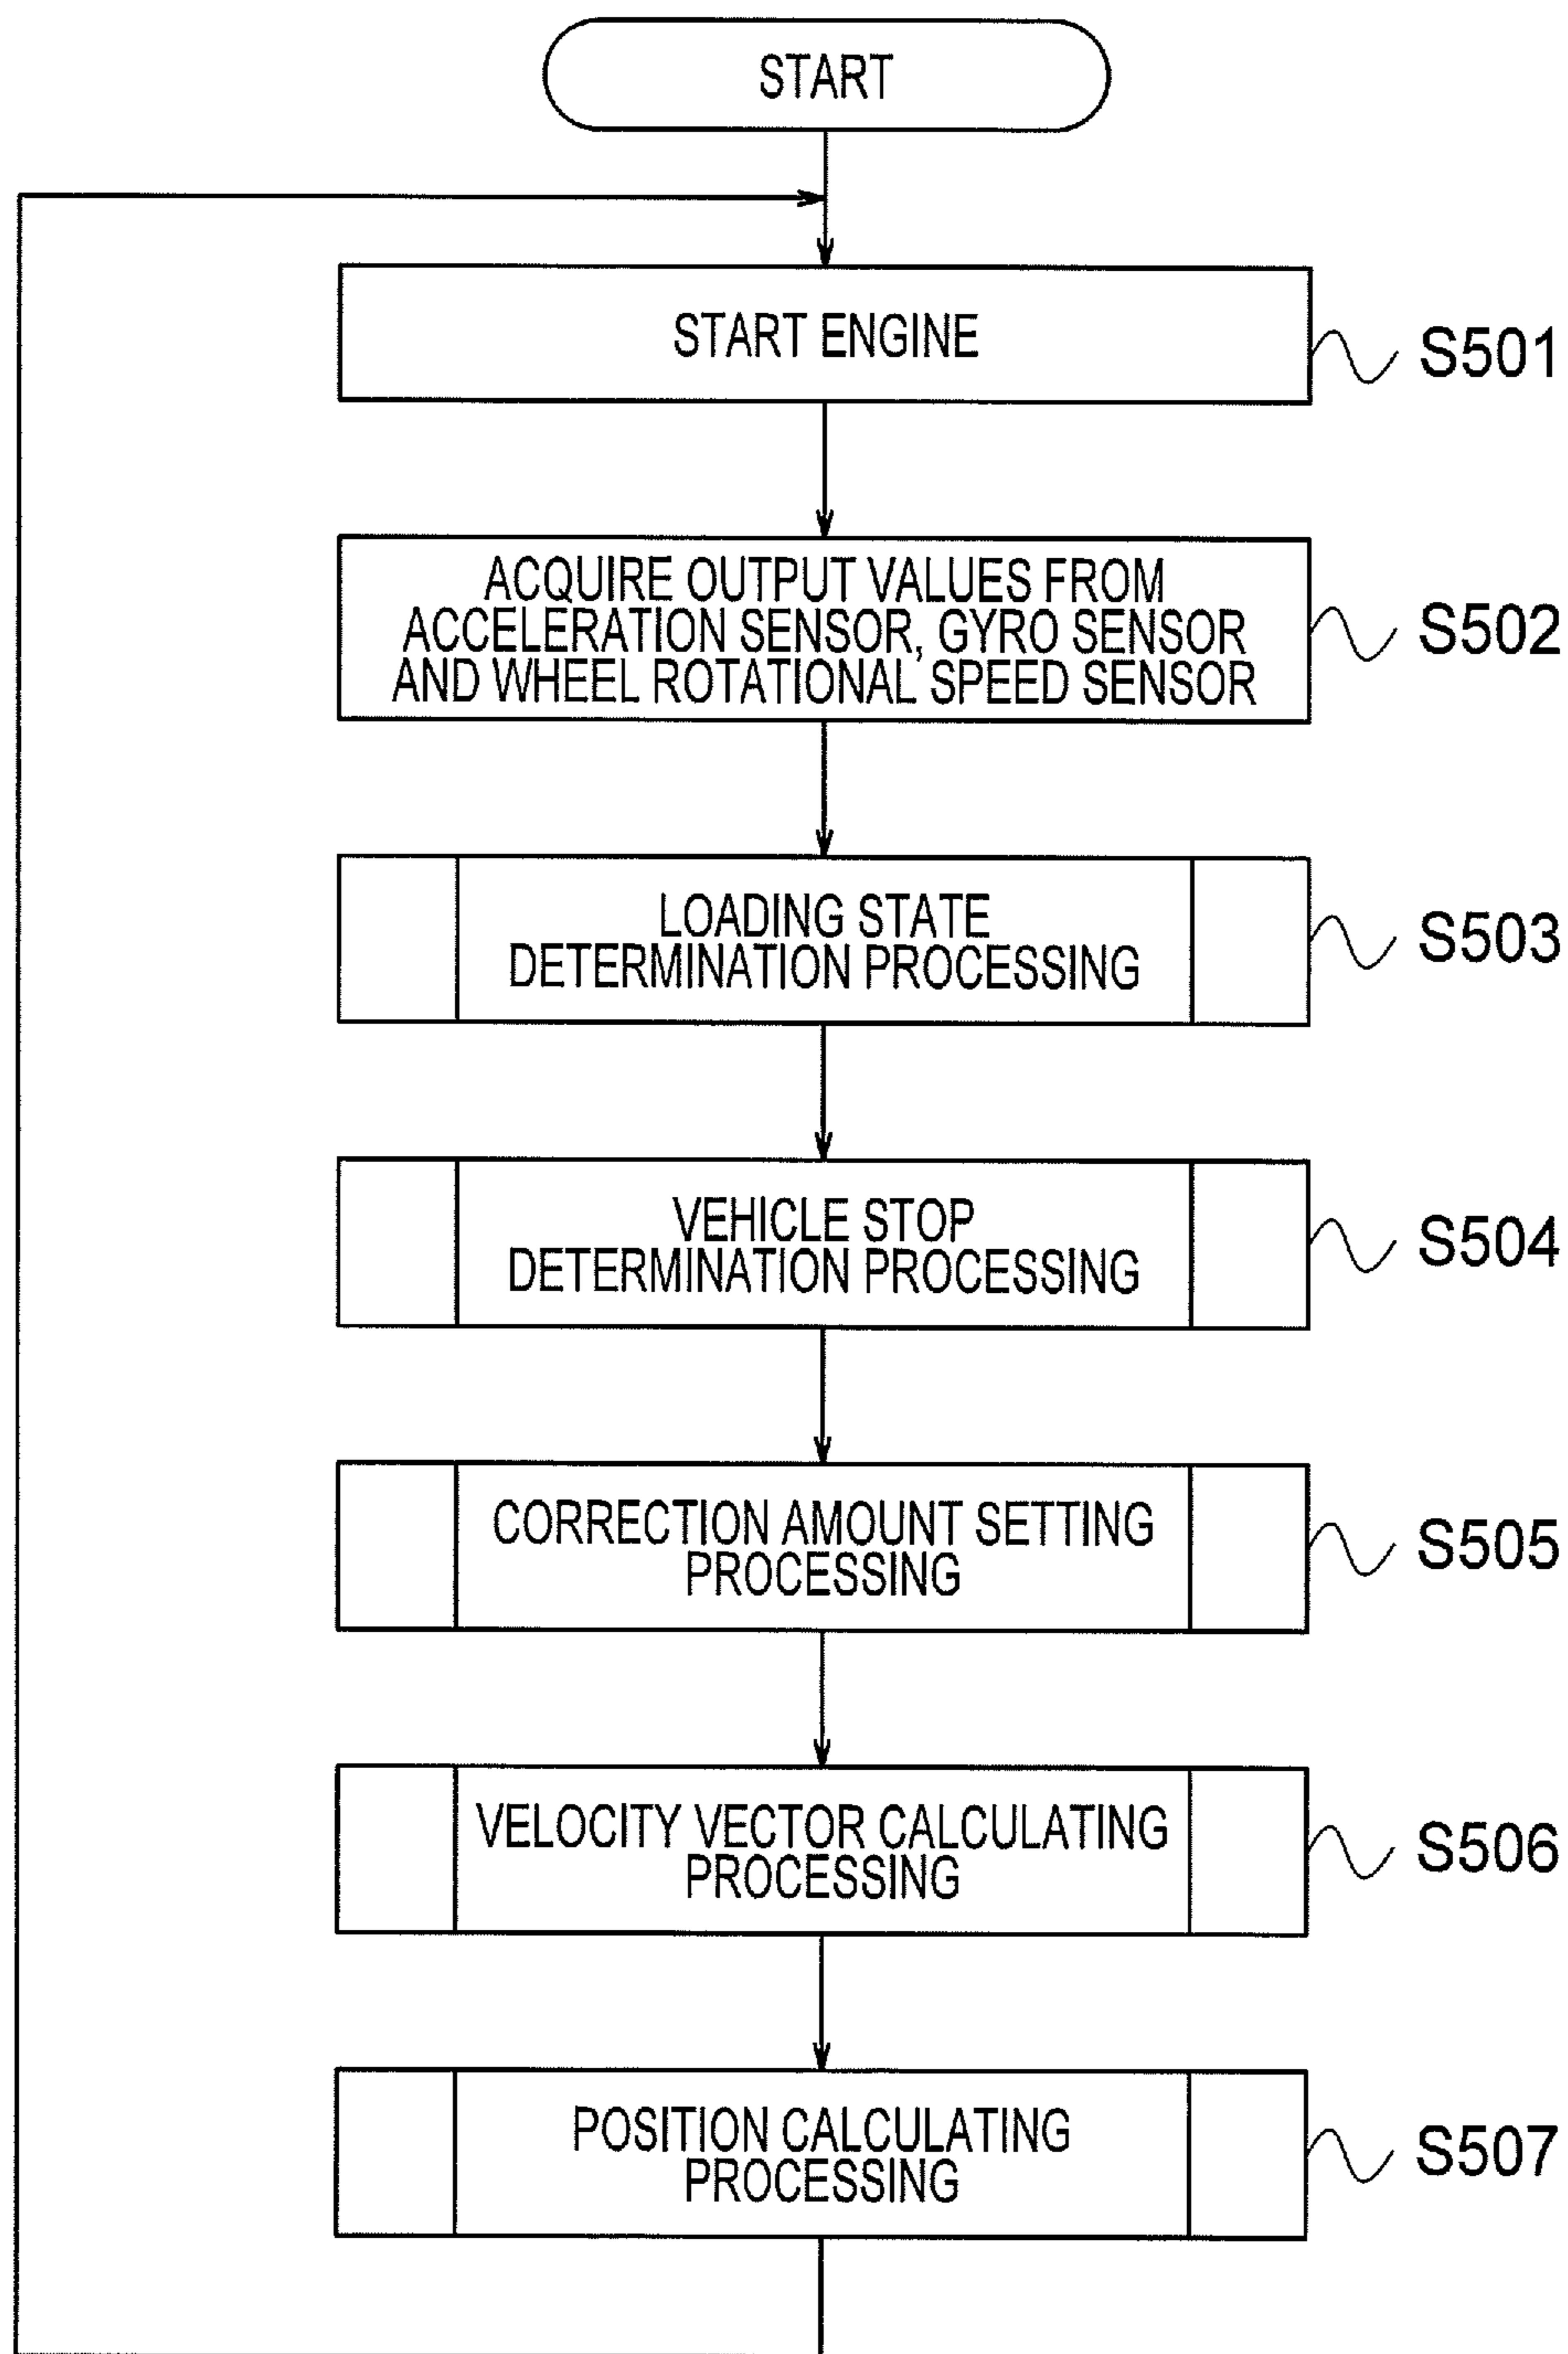 START
START ENGINE
S501
ACQUIRE OUTPUT VALUES FROM
ACCELERATION SENSOR, GYRO SENSOR
AND WHEEL ROTATIONAL SPEED SENSOR
S502
LOADING STATE
DETERMINATION PROCESSING
S503
VEHICLE STOP
DETERMINATION PROCESSING
S504
CORRECTION AMOUNT SETTING
PROCESSING
S505
VELOCITY VECTOR CALCULATING
PROCESSING
S506
POSITION CALCULATING
PROCESSING
S507